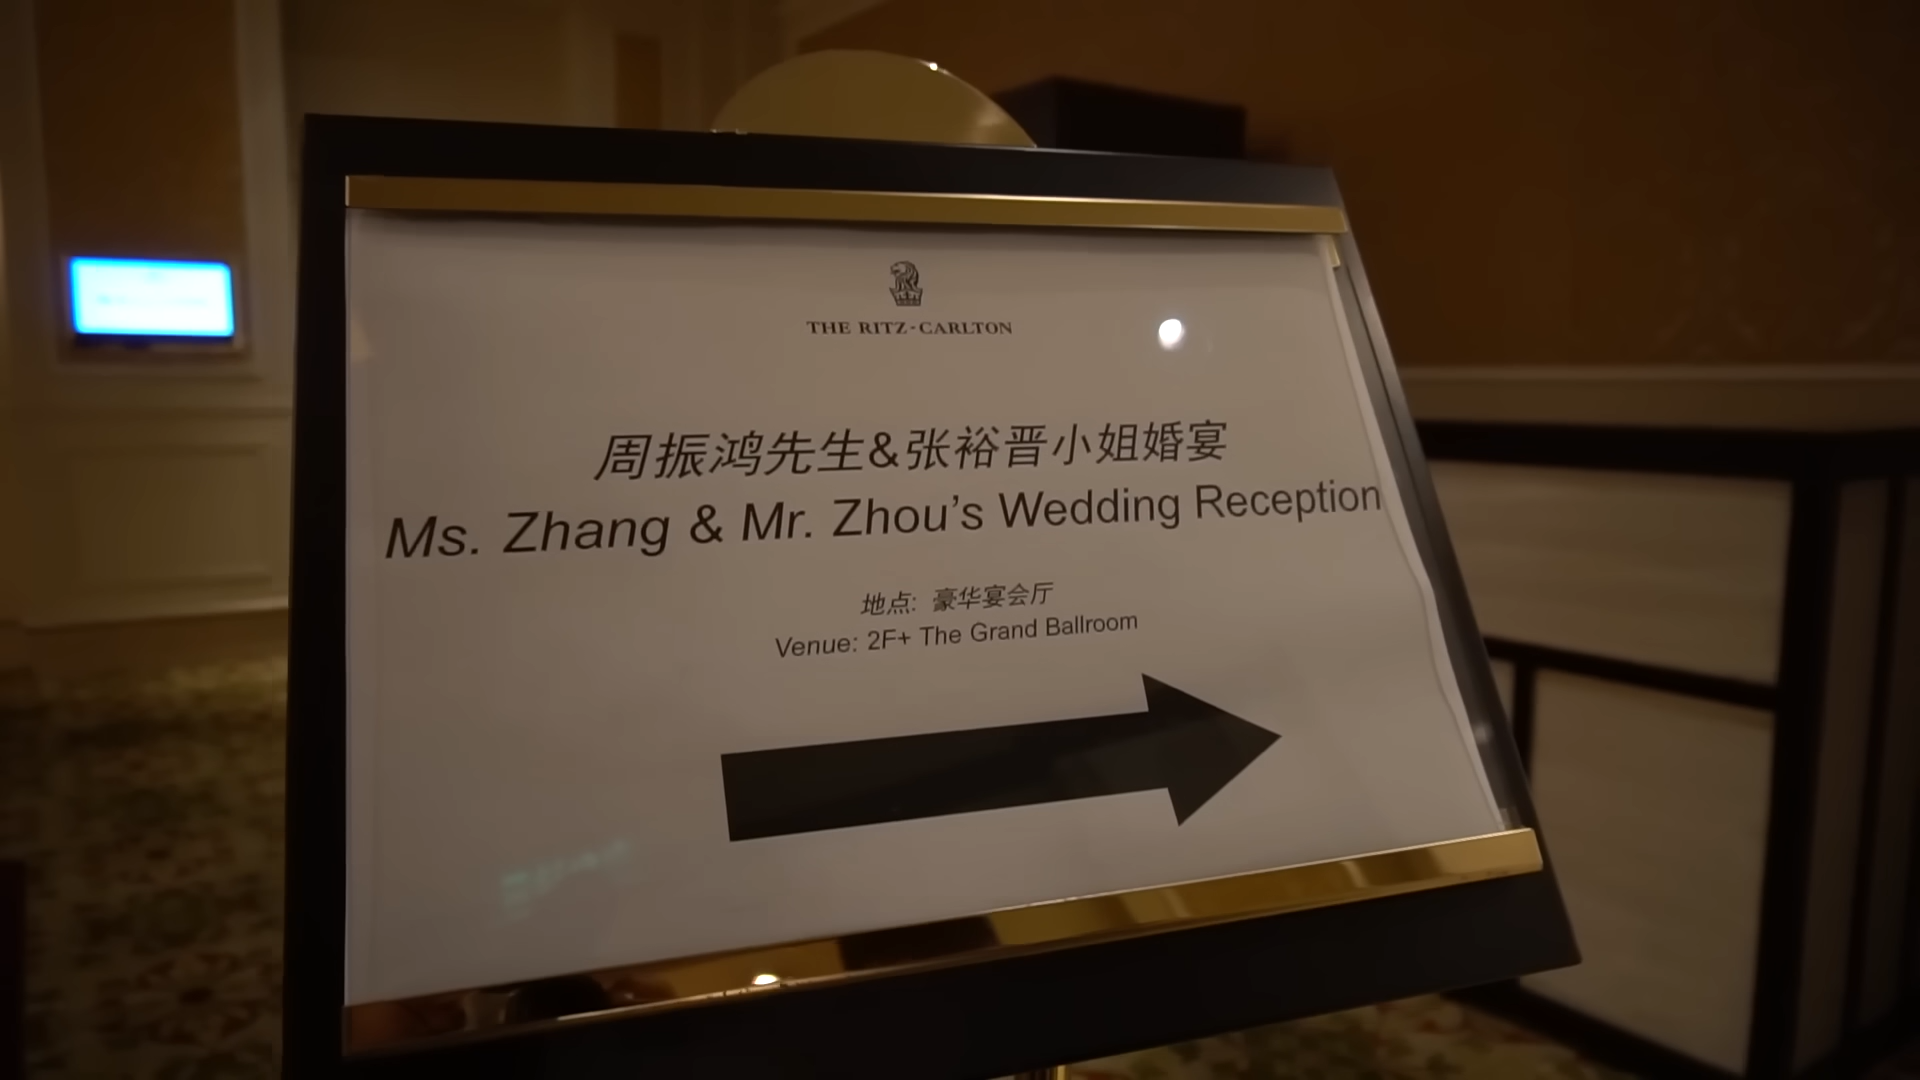 THE RITZ-CARLTON
周振鸿先生&张裕晋小姐婚宴
Ms. Zhang & Mr. Zhou’s Wedding Reception
地点: 豪华宴会厅
Venue: 2F+ The Grand Ballroom